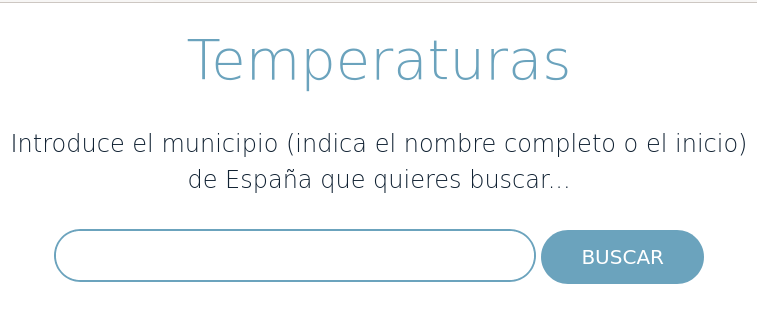 Temperaturas
Introduce el municipio (indica el nombre completo o el inicio)
de España que quieres buscar...
BUSCAR